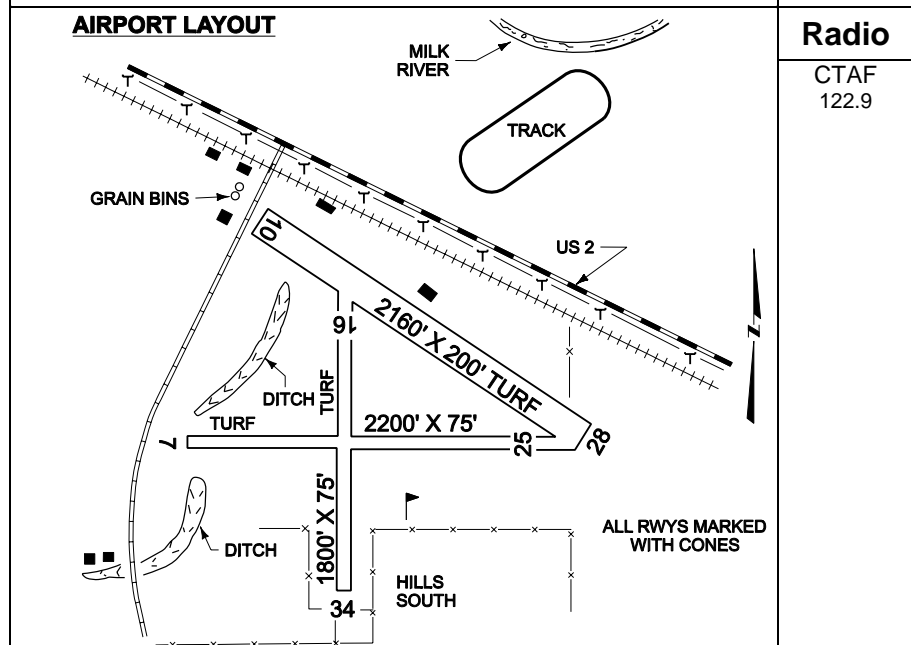 AIRPORT LAYOUT
Radio
CTAF
122.9
MILK
RIVER
TRACK
GRAIN BINS
US 2
10
16
2160' X 200' TURF
N
DITCH
TURF
TURF
2200' X 75'
7
25
28
1800' X 75'
DITCH
ALL RWYS MARKED
WITH CONES
HILLS
SOUTH
34